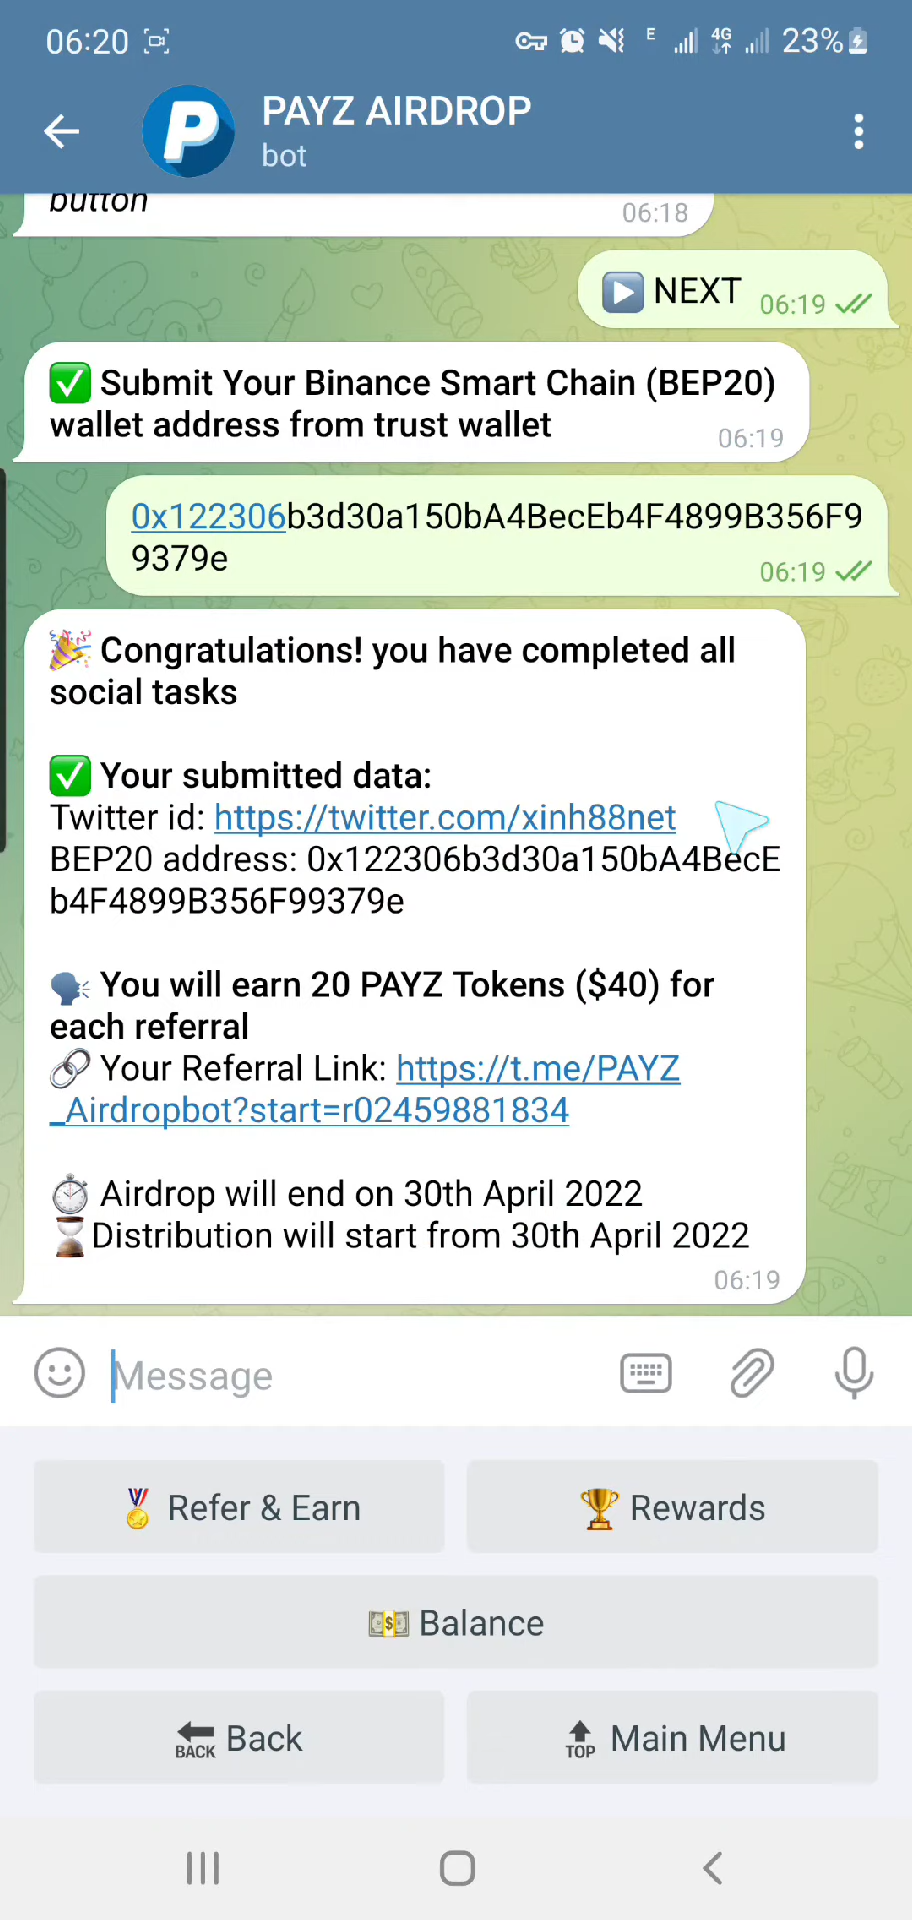 06:20
E 4G 23%
PAYZ AIRDROP
bot
button
06:18
NEXT 06:19
Submit Your Binance Smart Chain (BEP20)
wallet address from trust wallet
06:19
0x122306b3d30a150bA4BecEb4F4899B356F9
9379e
06:19
Congratulations! you have completed all
social tasks
Your submitted data:
Twitter id: https://twitter.com/xinh88net
BEP20 address: 0x122306b3d30a150bA4BecE
b4F4899B356F99379e
You will earn 20 PAYZ Tokens ($40) for
each referral
Your Referral Link: https://t.me/PAYZ
_Airdropbot?start=r02459881834
Airdrop will end on 30th April 2022
Distribution will start from 30th April 2022
06:19
Message
Refer & Earn
Rewards
Balance
BACK Back
TOP Main Menu